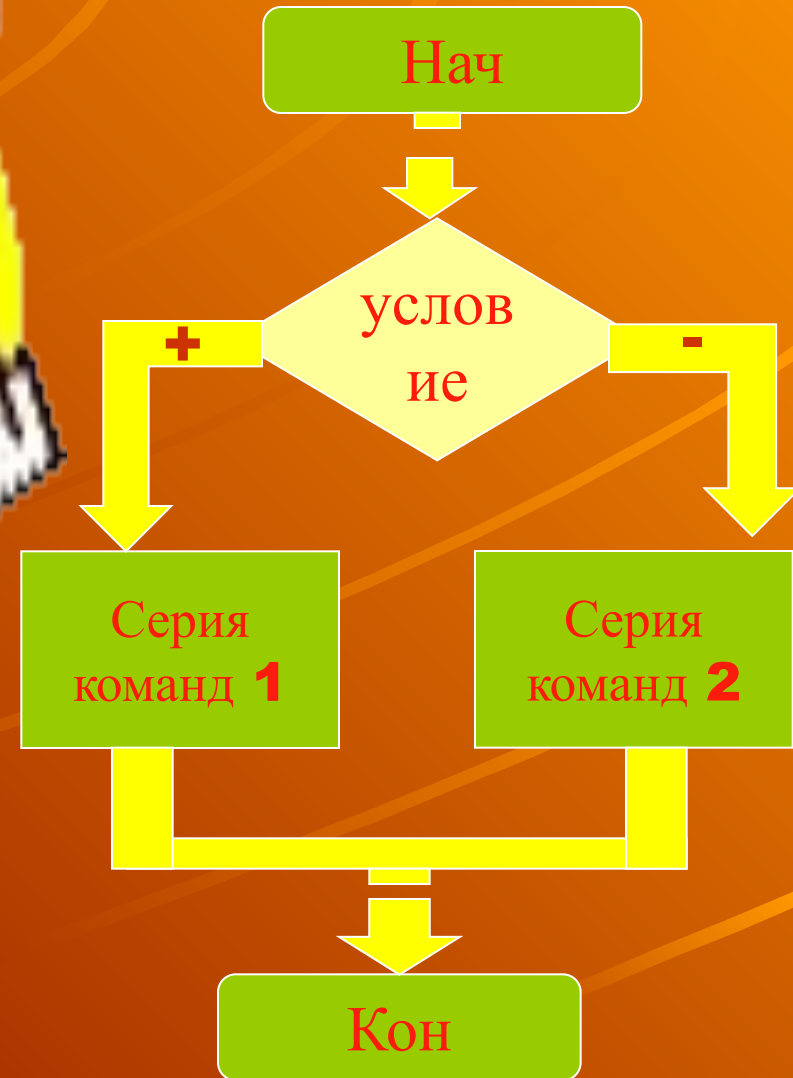 Нач
услов
ие
+
-
Серия
команд 1
Серия
команд 2
Кон